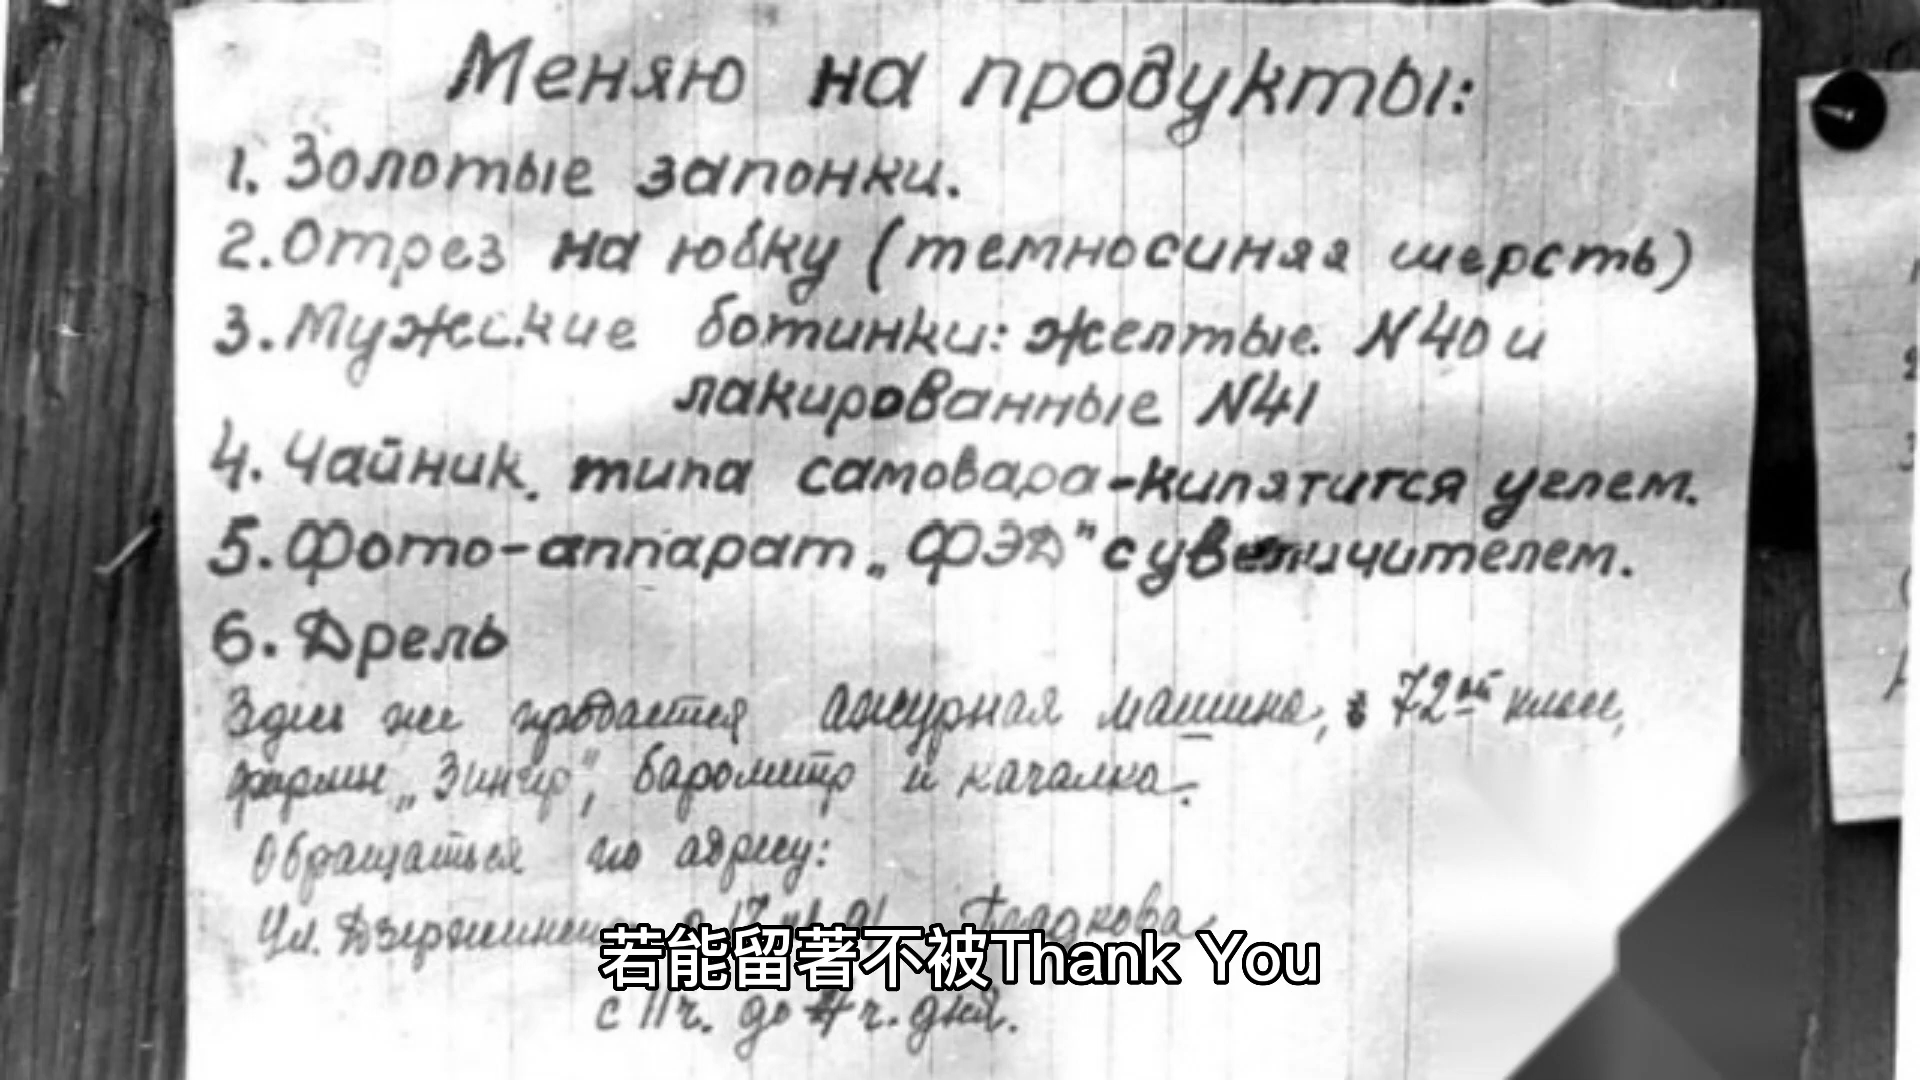 Меняю на продукты:
1. Золотые запонки.
2. Отрез на юбку (темносиняя шерсть)
3. Мужские ботинки: желтые. N40 и
лакированные N41
4. Чайник. типа самовара-кипятится углем.
5. Фото-аппарат „ФЭД" с увеличителем.
6. Дрель
Здесь же продается ажурная машина, 72ой класс,
фирмы „Зингер", барометр и качалка.
Обращаться по адресу:
Ул. Гладкова
若能留著不被Thank You
с 11ч. до ч. дня.